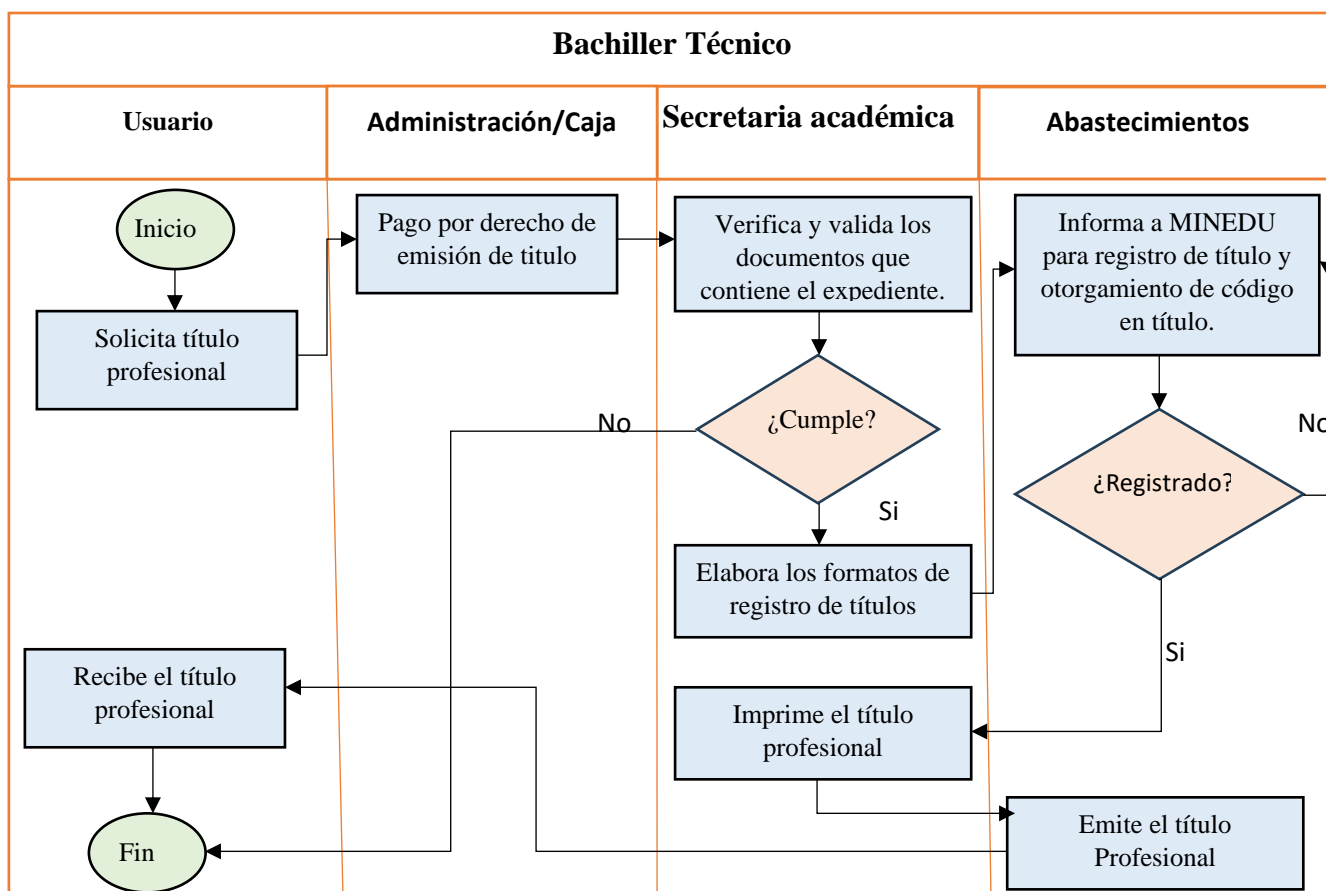 Bachiller Técnico
Usuario
Administración/Caja
Secretaria académica
Abastecimientos
Inicio
Solicita título
profesional
Pago por derecho de
emisión de titulo
Verifica y valida los
documentos que
contiene el expediente.
Informa a MINEDU
para registro de título y
otorgamiento de código
en título.
¿Cumple?
No
Si
¿Registrado?
No
Si
Elabora los formatos de
registro de títulos
Recibe el título
profesional
Imprime el título
profesional
Emite el título
Profesional
Fin